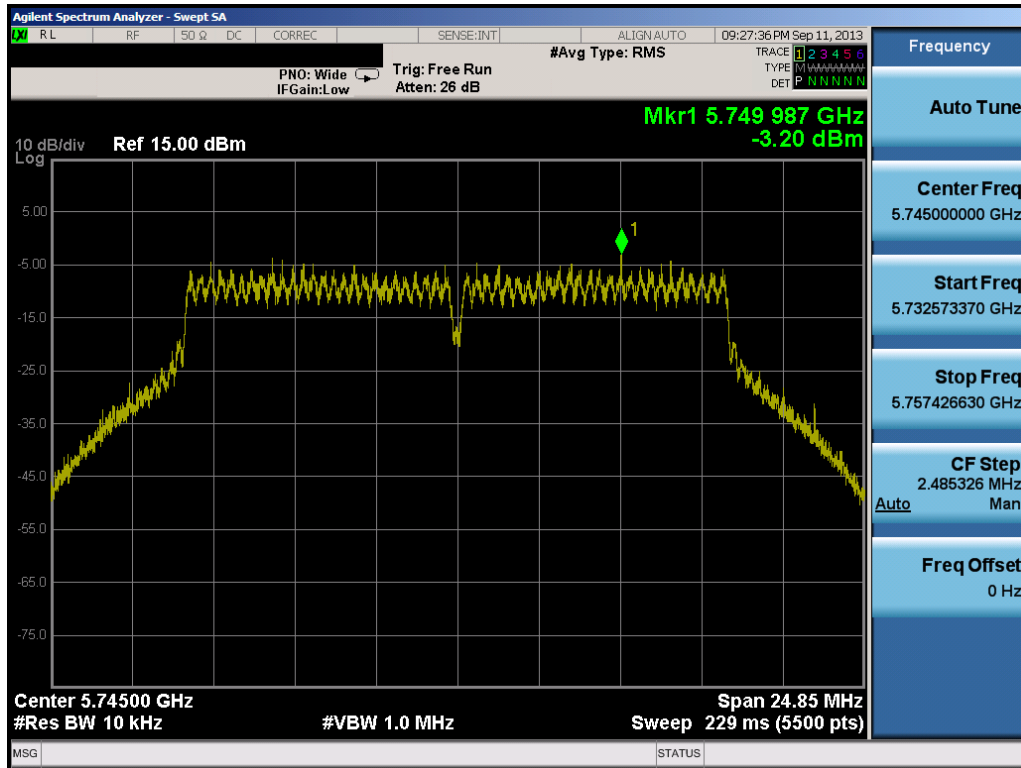 Agilent Spectrum Analyzer - Swept SA
LXI RL RF 50 Ω DC CORREC SENSE:INT ALIGN AUTO 09:27:36 PM Sep 11, 2013
Frequency
#Avg Type: RMS
TRACE 1 2 3 4 5 6
TYPE M WWWWW
DET P N N N N N
PNO: Wide
IFGain:Low
Trig: Free Run
Atten: 26 dB
Auto Tune
Mkr1 5.749 987 GHz
-3.20 dBm
10 dB/div
Log
Ref 15.00 dBm
5.00
-5.00
-15.0
-25.0
-35.0
-45.0
-55.0
-65.0
-75.0
1
Center Freq
5.745000000 GHz
Start Freq
5.732573370 GHz
Stop Freq
5.757426630 GHz
CF Step
2.485326 MHz
Auto Man
Freq Offset
0 Hz
Center 5.74500 GHz
Span 24.85 MHz
#Res BW 10 kHz
#VBW 1.0 MHz
Sweep 229 ms (5500 pts)
MSG
STATUS